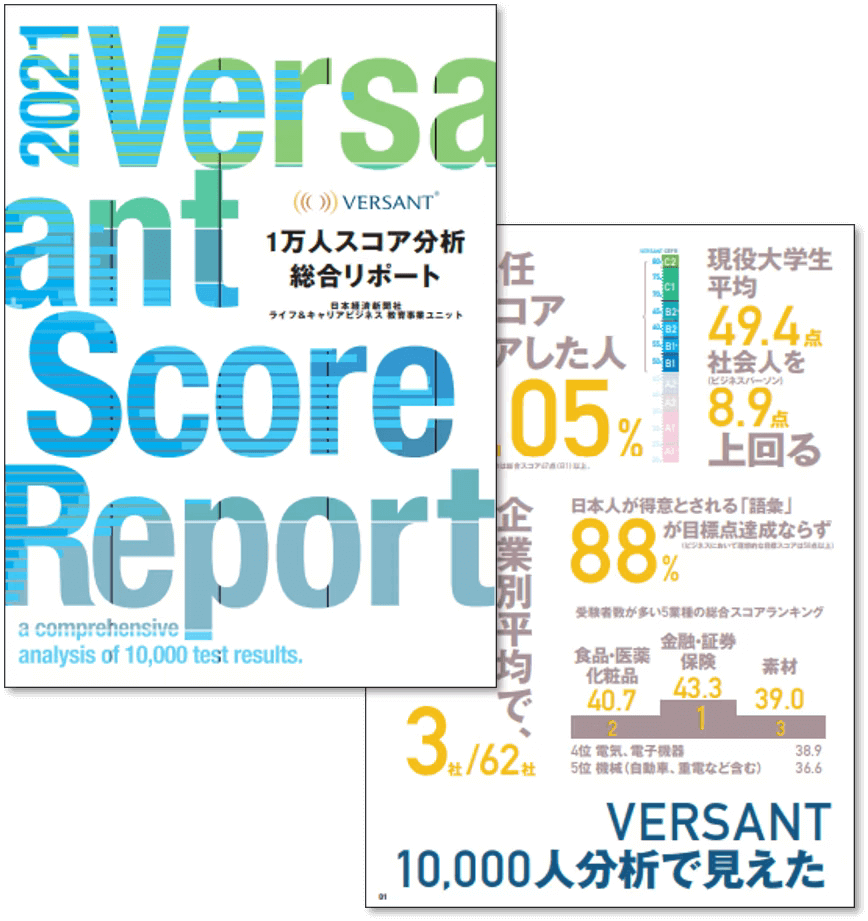 2021
Versa
ant
Score
Report
VERSANT®
1万人スコア分析
総合リポート
日本経済新聞社
ライフ&キャリアビジネス 教育事業ユニット
a comprehensive
analysis of 10,000 test results.
任
コア
アした人
05%
VERSANT CEFR
C2
C1
B2+
B2
B1+
B1
A2
A1
現役大学生
平均
49.4点
社会人を
(ビジネスパーソン)
8.9点
上回る
企業別平均で、
3社/62社
日本人が得意とされる「語彙」
が目標点達成ならず
88%
受験者数が多い5業種の総合スコアランキング
食品・医薬
化粧品
40.7
2
金融・証券
保険
43.3
1
素材
39.0
3
4位 電気、電子機器 38.9
5位 機械(自動車、重電など含む) 36.6
VERSANT
10,000人分析で見えた
01